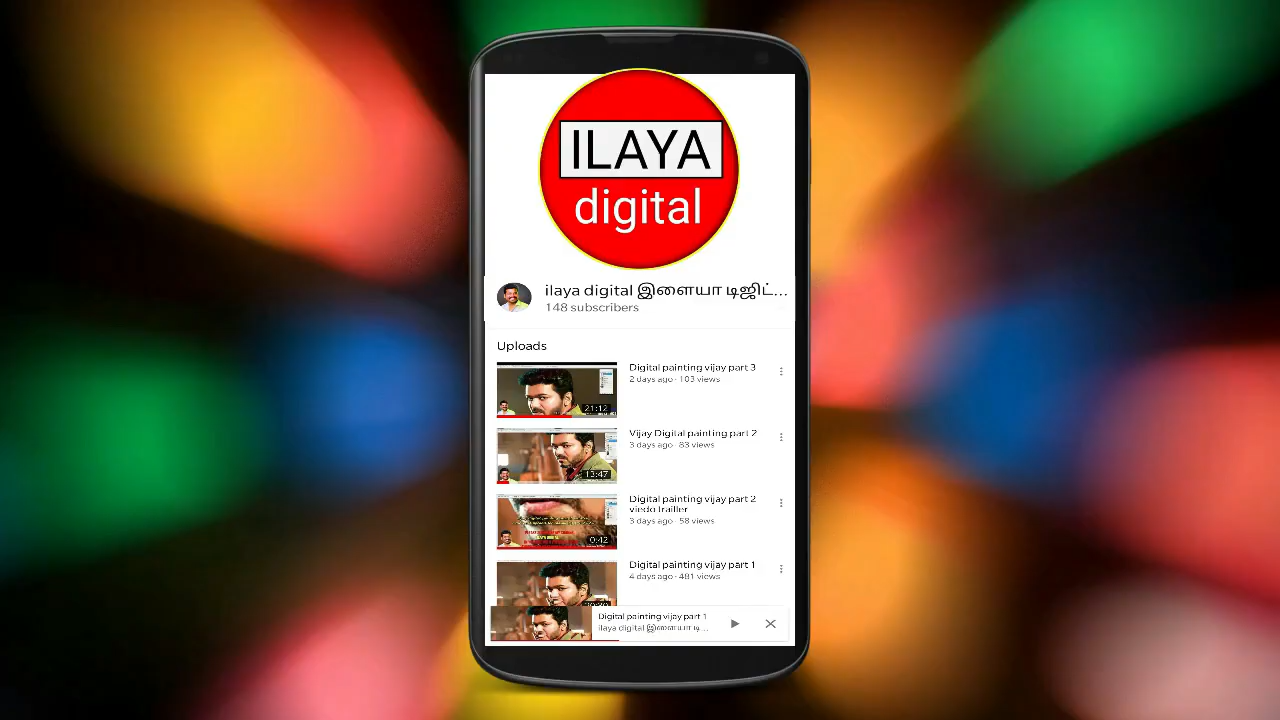 ILAYA
digital
ilaya digital இளையா டிஜிட்...
148 subscribers
Uploads
Digital painting vijay part 3
2 days ago · 103 views
21:12
Vijay Digital painting part 2
3 days ago · 83 views
13:47
Digital painting vijay part 2
viedo trailler
3 days ago · 58 views
0:42
Digital painting vijay part 1
4 days ago · 481 views
Digital painting vijay part 1
ilaya digital இளையா டி...